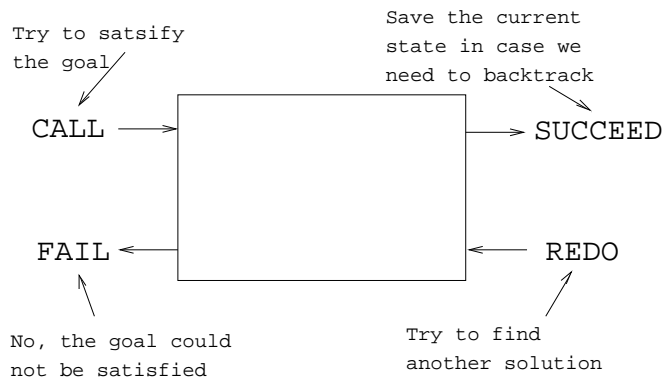 Try to satsify
the goal
Save the current
state in case we
need to backtrack
CALL
SUCCEED
FAIL
REDO
No, the goal could
not be satisfied
Try to find
another solution